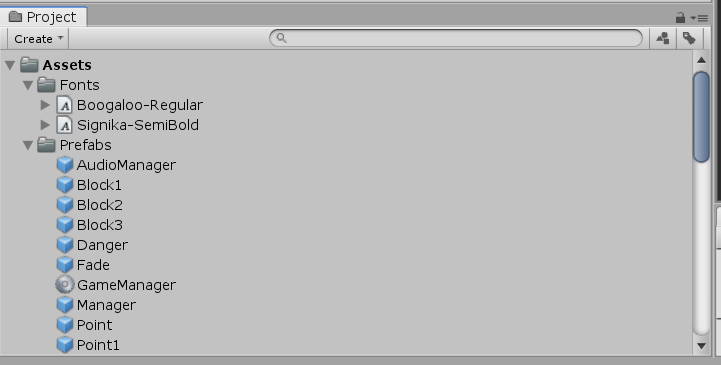 Project
Create
Assets
Fonts
Boogaloo-Regular
Signika-SemiBold
Prefabs
AudioManager
Block1
Block2
Block3
Danger
Fade
GameManager
Manager
Point
Point1